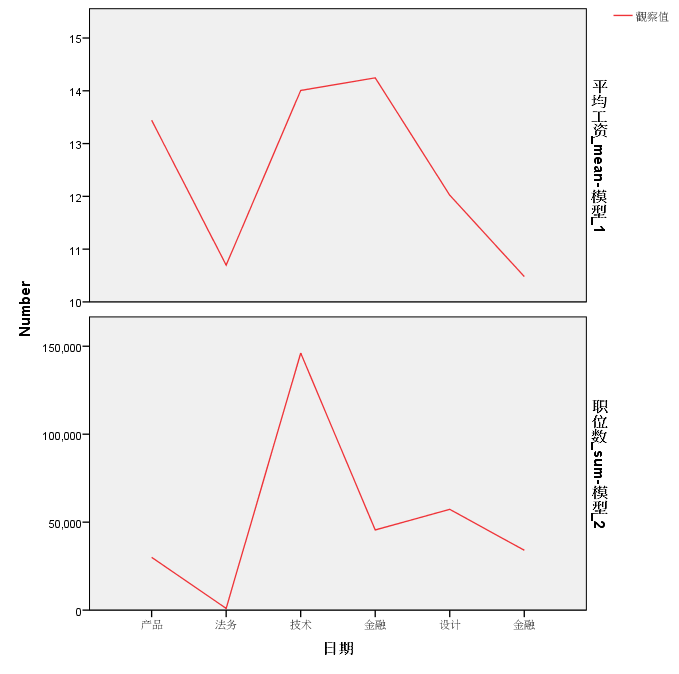 觀察值
15
14
13
12
11
10
平均工资_mean-模型_1
Number
150,000
100,000
50,000
0
职位数_sum-模型_2
产品 法务 技术 金融 设计 金融
日期